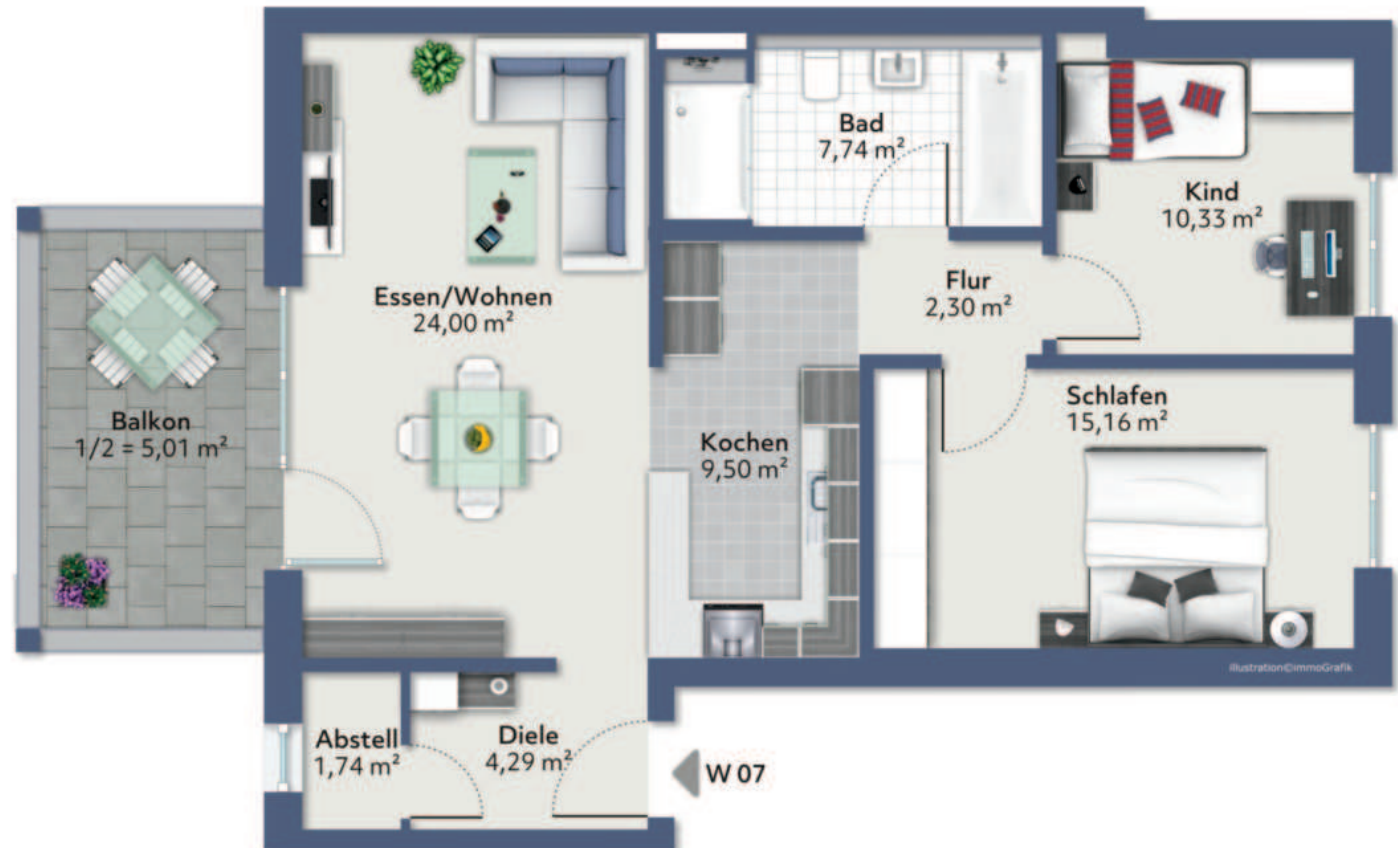 Bad
7,74 m²
Kind
10,33 m²
Essen/Wohnen
24,00 m²
Flur
2,30 m²
Balkon
1/2 = 5,01 m²
Kochen
9,50 m²
Schlafen
15,16 m²
illustration©immoGrafik
Abstell
1,74 m²
Diele
4,29 m²
W 07